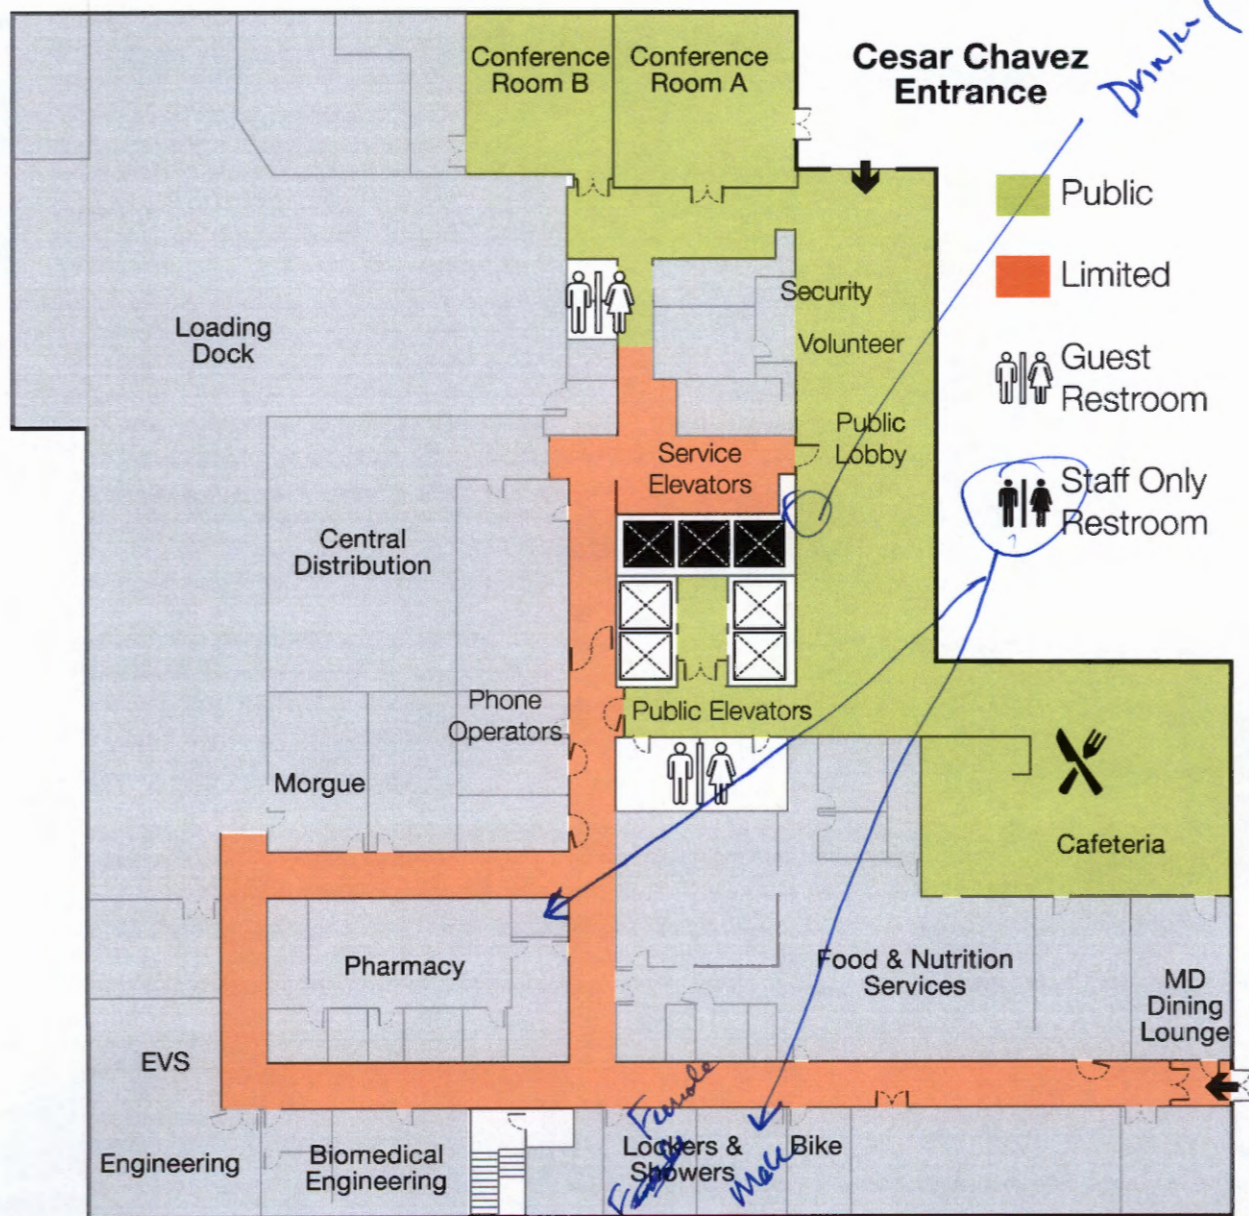 Conference
Room B
Conference
Room A
Cesar Chavez
Entrance
Public
Limited
Guest
Restroom
Staff Only
Restroom
Security
Volunteer
Public
Lobby
Loading
Dock
Service
Elevators
Central
Distribution
Phone
Operators
Public Elevators
Morgue
Cafeteria
Pharmacy
Food & Nutrition
Services
MD
Dining
Lounge
EVS
Engineering
Biomedical
Engineering
Female
Lockers &
Showers
Male
Bike